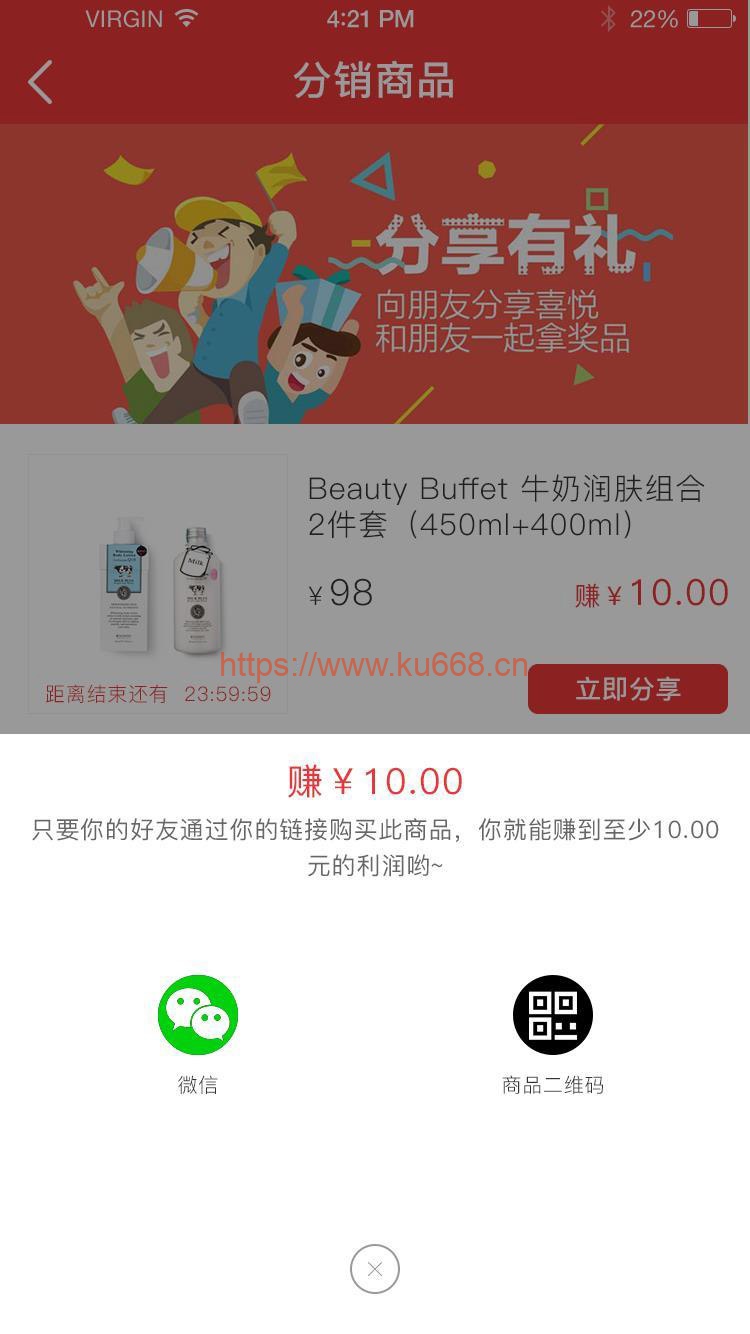 VIRGIN 4:21 PM 22%
分销商品
分享有礼
向朋友分享喜悦
和朋友一起拿奖品
Beauty Buffet 牛奶润肤组合
2件套（450ml+400ml）
Milk
¥98 赚¥10.00
https://www.ku668.cn
距离结束还有 23:59:59
立即分享
赚¥10.00
只要你的好友通过你的链接购买此商品，你就能赚到至少10.00
元的利润哟~
微信 商品二维码